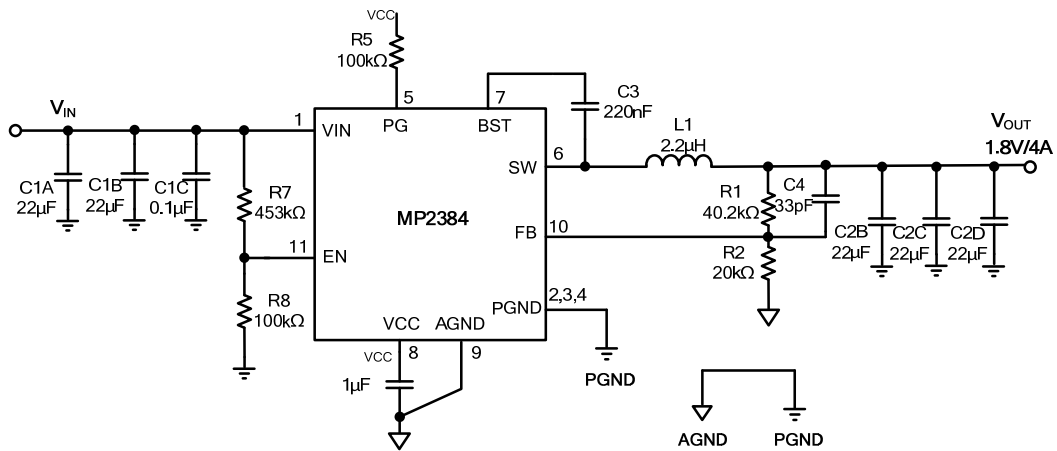 VCC
R5
100kΩ
5
7
C3
220nF
VIN
1
VIN
PG
BST
L1
2.2µH
VOUT
1.8V/4A
6
SW
C1A
22µF
C1B
22µF
C1C
0.1µF
R7
453kΩ
MP2384
R1
40.2kΩ
C4
33pF
FB
10
C2B
22µF
C2C
22µF
C2D
22µF
11
EN
R2
20kΩ
R8
100kΩ
PGND
2,3,4
VCC
AGND
VCC
8
9
1µF
PGND
AGND
PGND